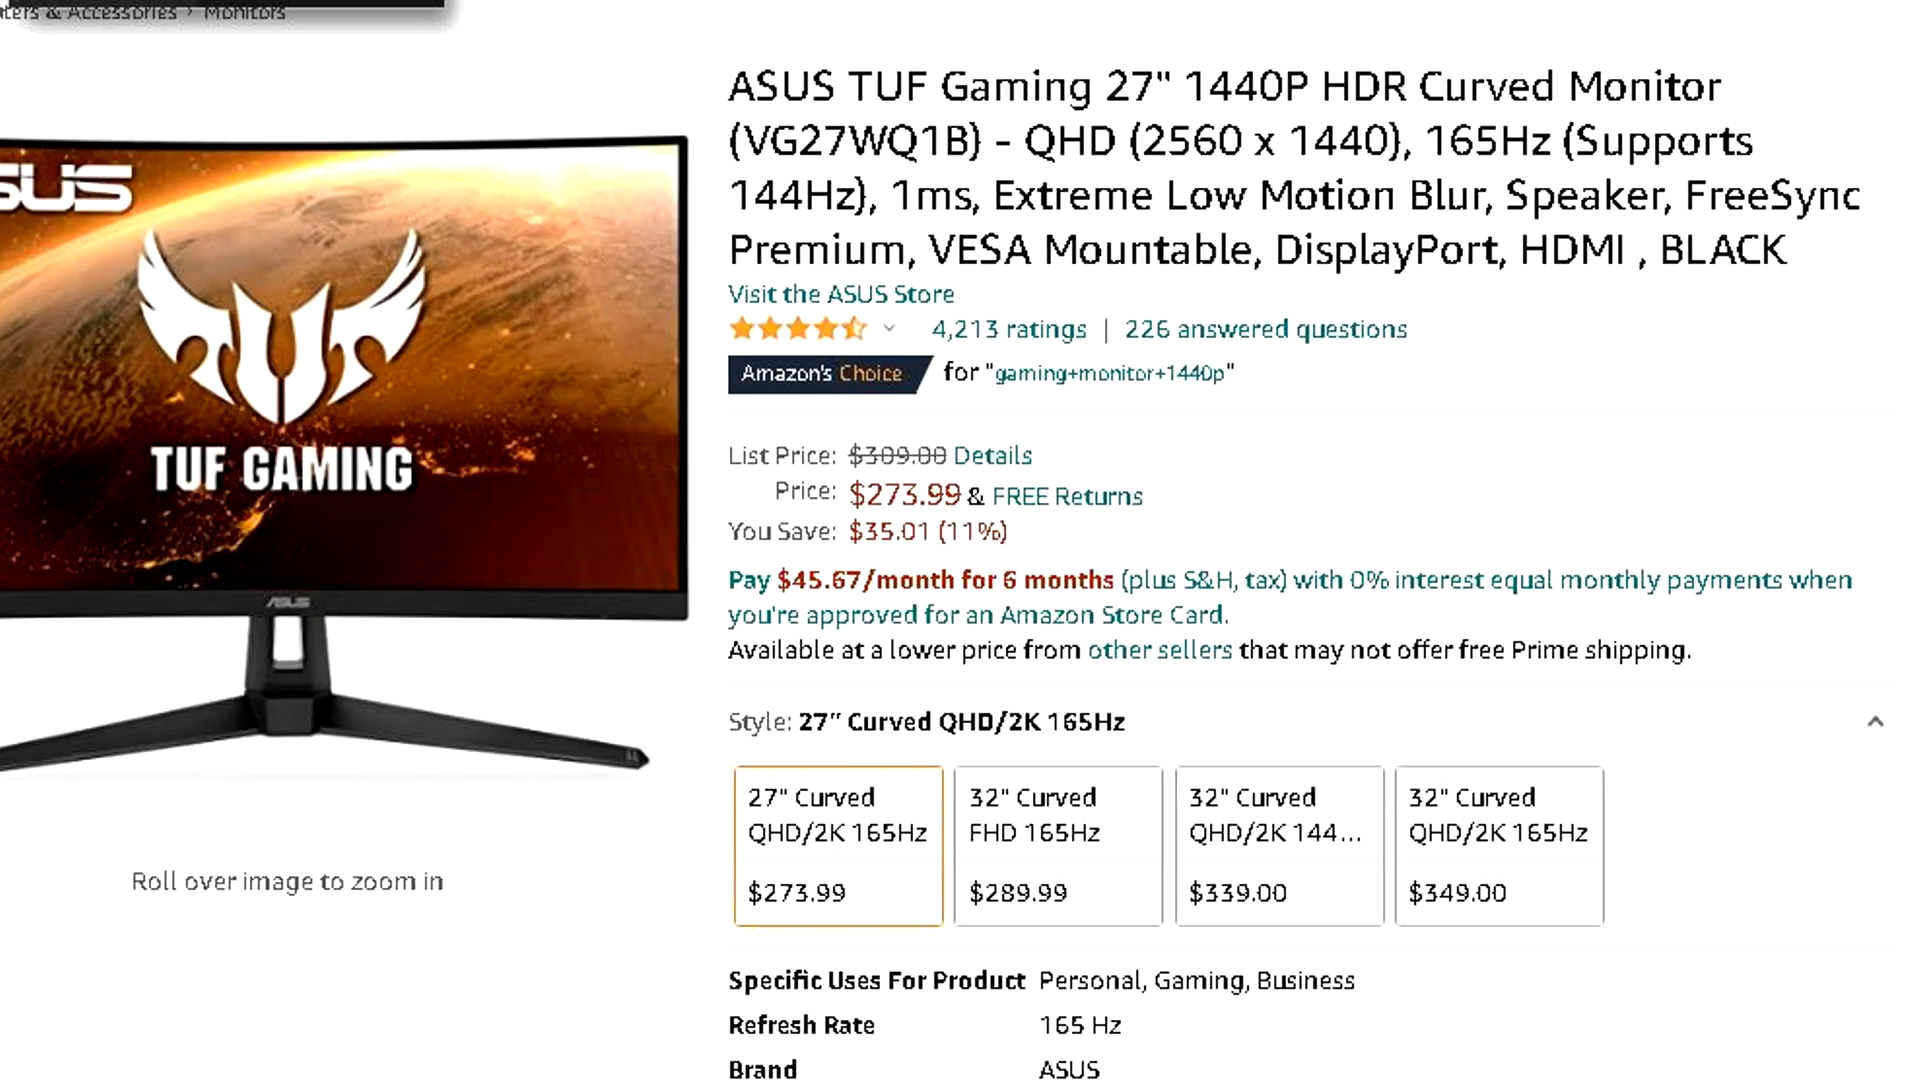 ters & Accessories › Monitors
ASUS TUF Gaming 27" 1440P HDR Curved Monitor
(VG27WQ1B) - QHD (2560 x 1440), 165Hz (Supports
144Hz), 1ms, Extreme Low Motion Blur, Speaker, FreeSync
Premium, VESA Mountable, DisplayPort, HDMI , BLACK
Visit the ASUS Store
4,213 ratings | 226 answered questions
Amazon's Choice for "gaming+monitor+1440p"
List Price: $309.00 Details
Price: $273.99 & FREE Returns
You Save: $35.01 (11%)
Pay $45.67/month for 6 months (plus S&H, tax) with 0% interest equal monthly payments when
you're approved for an Amazon Store Card.
Available at a lower price from other sellers that may not offer free Prime shipping.
Style: 27" Curved QHD/2K 165Hz
27" Curved
QHD/2K 165Hz
$273.99
32" Curved
FHD 165Hz
$289.99
32" Curved
QHD/2K 144...
$339.00
32" Curved
QHD/2K 165Hz
$349.00
Specific Uses For Product Personal, Gaming, Business
Refresh Rate 165 Hz
Brand ASUS
SUS
TUF GAMING
ASUS
Roll over image to zoom in